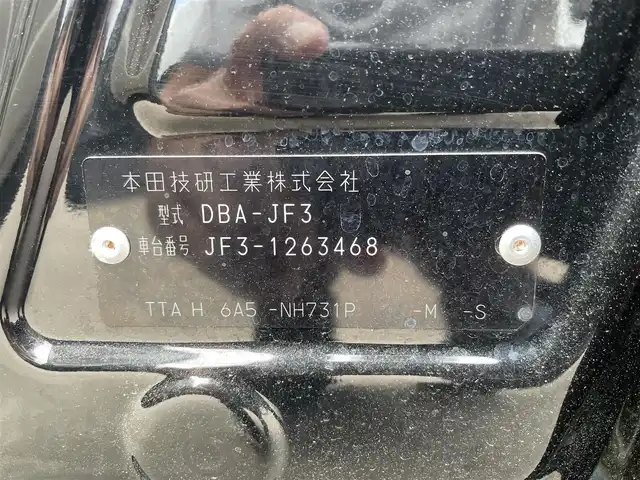 本田技研工業株式会社
型式 DBA-JF3
車台番号 JF3-1263468
TTA H 6A5 -NH731P -M -S